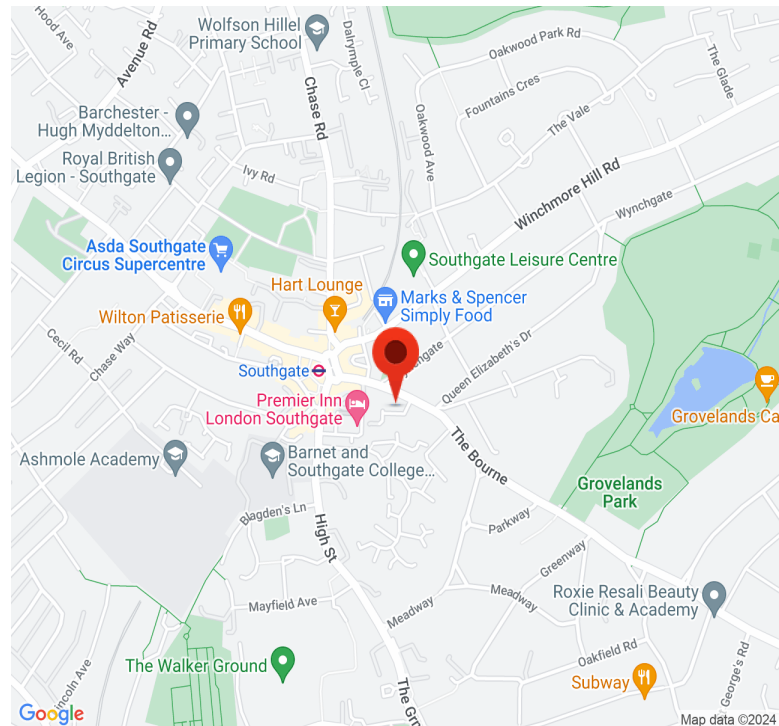 Wolfson Hillel
Primary School
Hood Ave
Avenue Rd
Dalrymple Cl
Chase Rd
Oakwood Park Rd
The Glade
Fountains Cres
Oakwood Ave
The Vale
Barchester -
Hugh Myddelton...
Royal British
Legion - Southgate
Ivy Rd
Winchmore Hill Rd
Wynchgate
Asda Southgate
Circus Supercentre
Southgate Leisure Centre
Hart Lounge
Marks & Spencer
Simply Food
Wilton Patisserie
Cecil Rd
Chase Way
Queen Elizabeth's Dr
Southgate
Premier Inn
London Southgate
Grovelands Ca
Ashmole Academy
Barnet and
Southgate College...
The Bourne
Grovelands
Park
Blagden's Ln
High St
Parkway
Greenway
Meadway
Roxie Resali Beauty
Clinic & Academy
Mayfield Ave
Meadway
Oakfield Rd
The Walker Ground
Subway
St George's Rd
Lincoln Ave
The Gr
Google
Map data ©2024